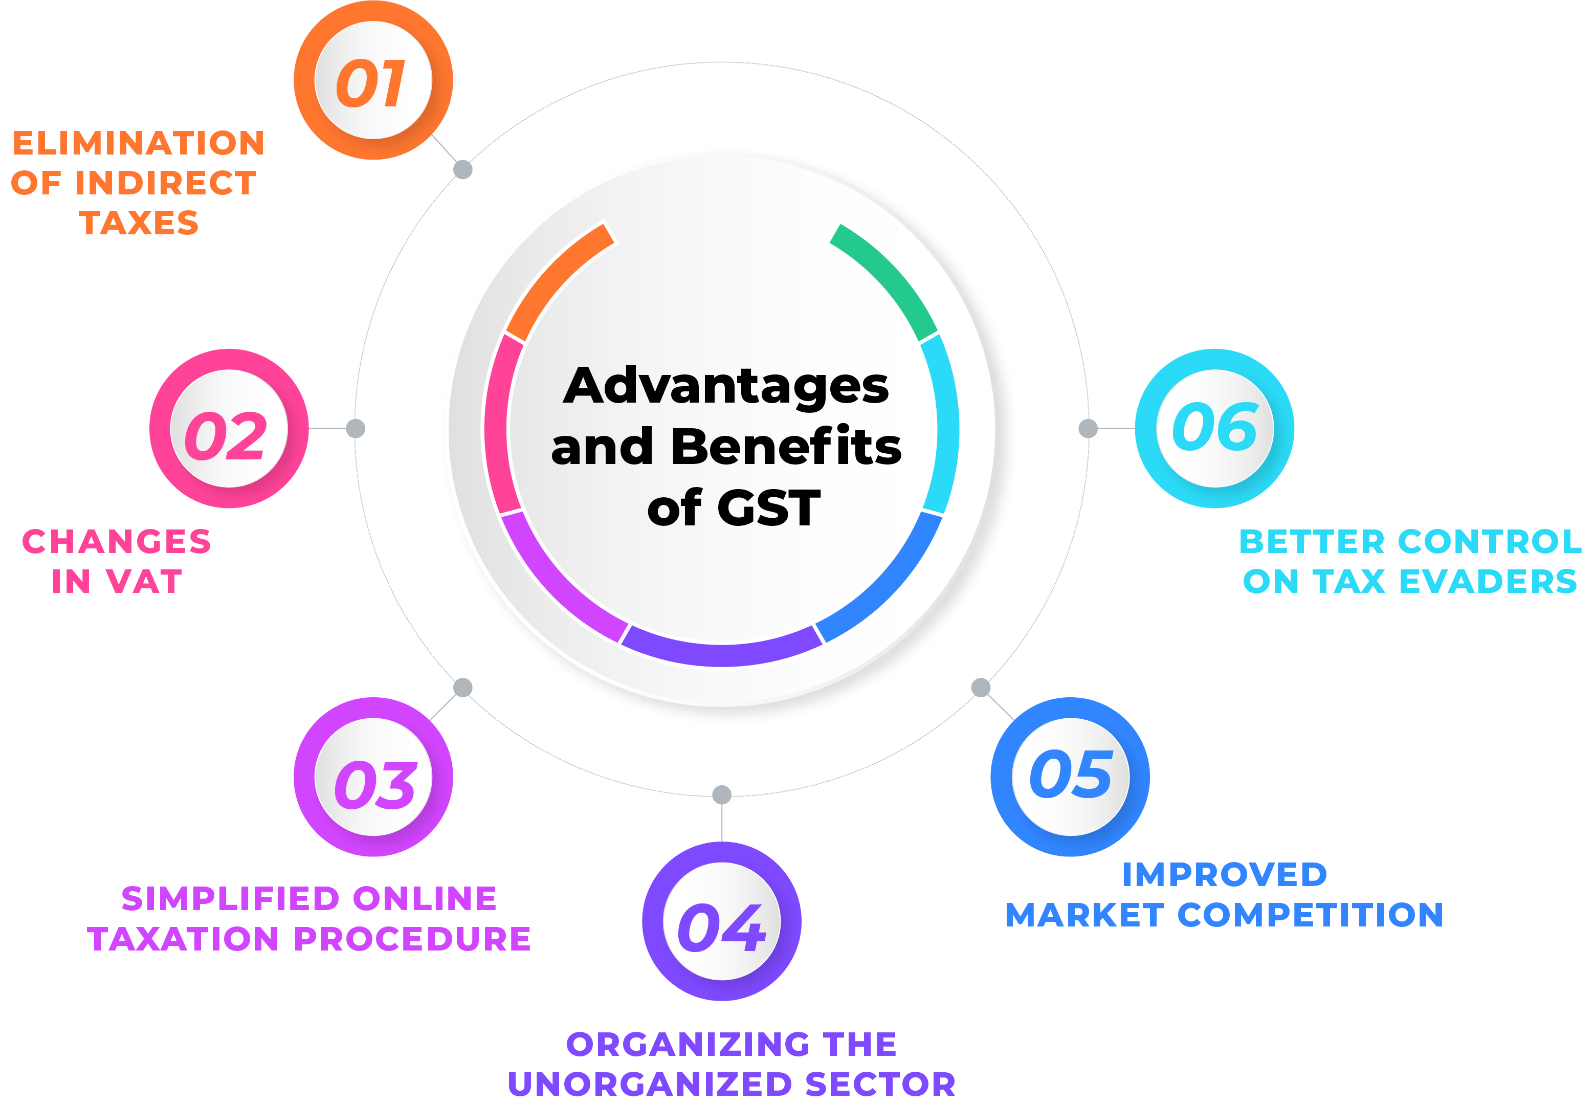 01
ELIMINATION
OF INDIRECT
TAXES
Advantages
and Benefits
of GST
02
CHANGES
IN VAT
03
SIMPLIFIED ONLINE
TAXATION PROCEDURE
04
ORGANIZING THE
UNORGANIZED SECTOR
05
IMPROVED
MARKET COMPETITION
06
BETTER CONTROL
ON TAX EVADERS